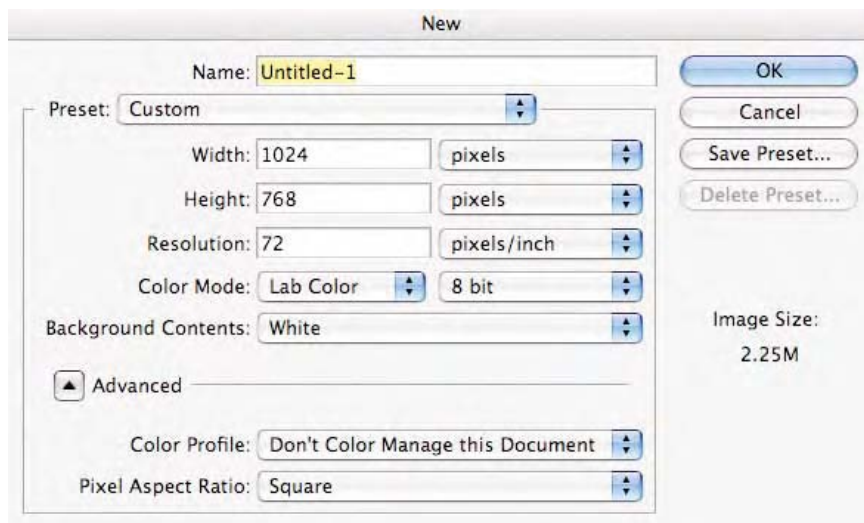 New
Name: Untitled-1
OK
Preset: Custom
Cancel
Width: 1024 pixels
Save Preset...
Height: 768 pixels
Delete Preset...
Resolution: 72 pixels/inch
Color Mode: Lab Color 8 bit
Background Contents: White
Image Size:
2.25M
Advanced
Color Profile: Don't Color Manage this Document
Pixel Aspect Ratio: Square